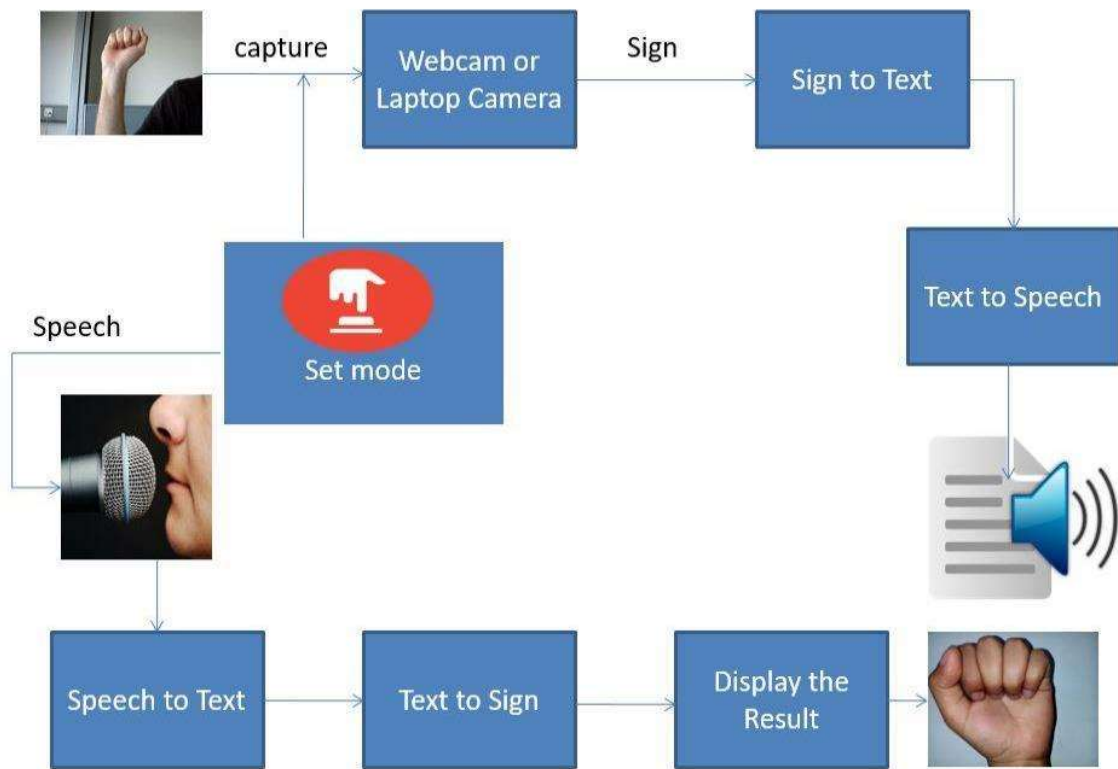 capture
Webcam or
Laptop Camera
Sign
Sign to Text
Text to Speech
Set mode
Speech
Speech to Text
Text to Sign
Display the
Result